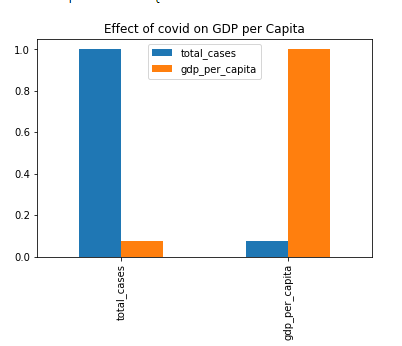 Effect of covid on GDP per Capita
total_cases
gdp_per_capita
1.0
0.8
0.6
0.4
0.2
0.0
total_cases
gdp_per_capita